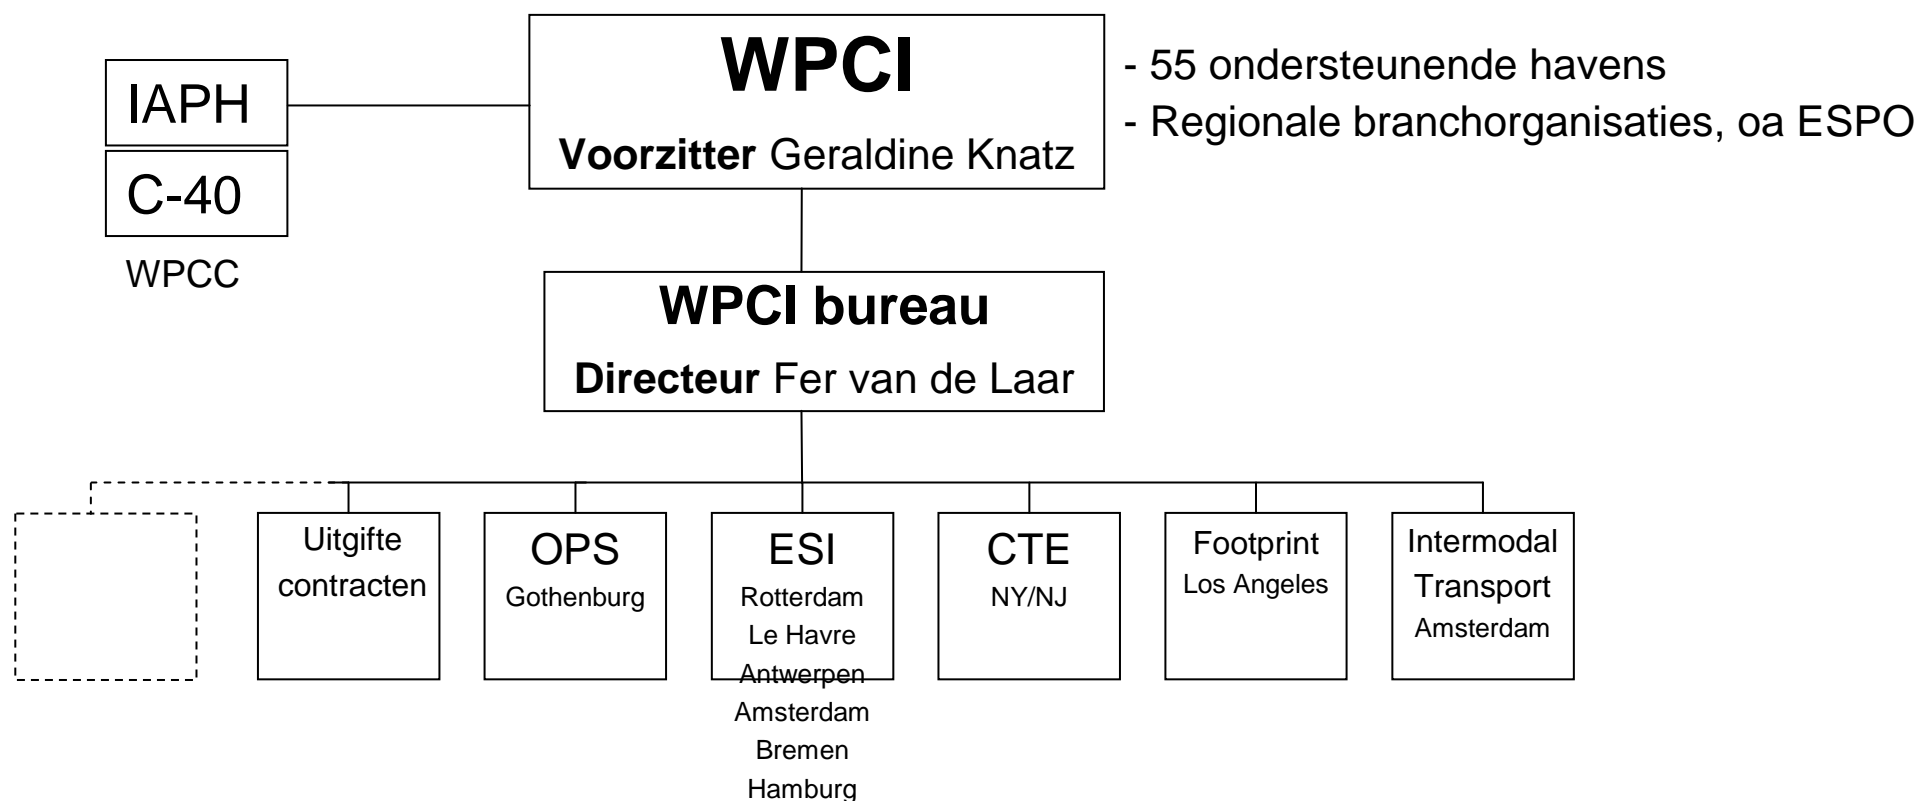 WPCI
Voorzitter Geraldine Knatz
- 55 ondersteunende havens
- Regionale branchorganisaties, oa ESPO
IAPH
C-40
WPCC
WPCI bureau
Directeur Fer van de Laar
Uitgifte
contracten
OPS
Gothenburg
ESI
Rotterdam
Le Havre
Antwerpen
Amsterdam
Bremen
Hamburg
CTE
NY/NJ
Footprint
Los Angeles
Intermodal
Transport
Amsterdam